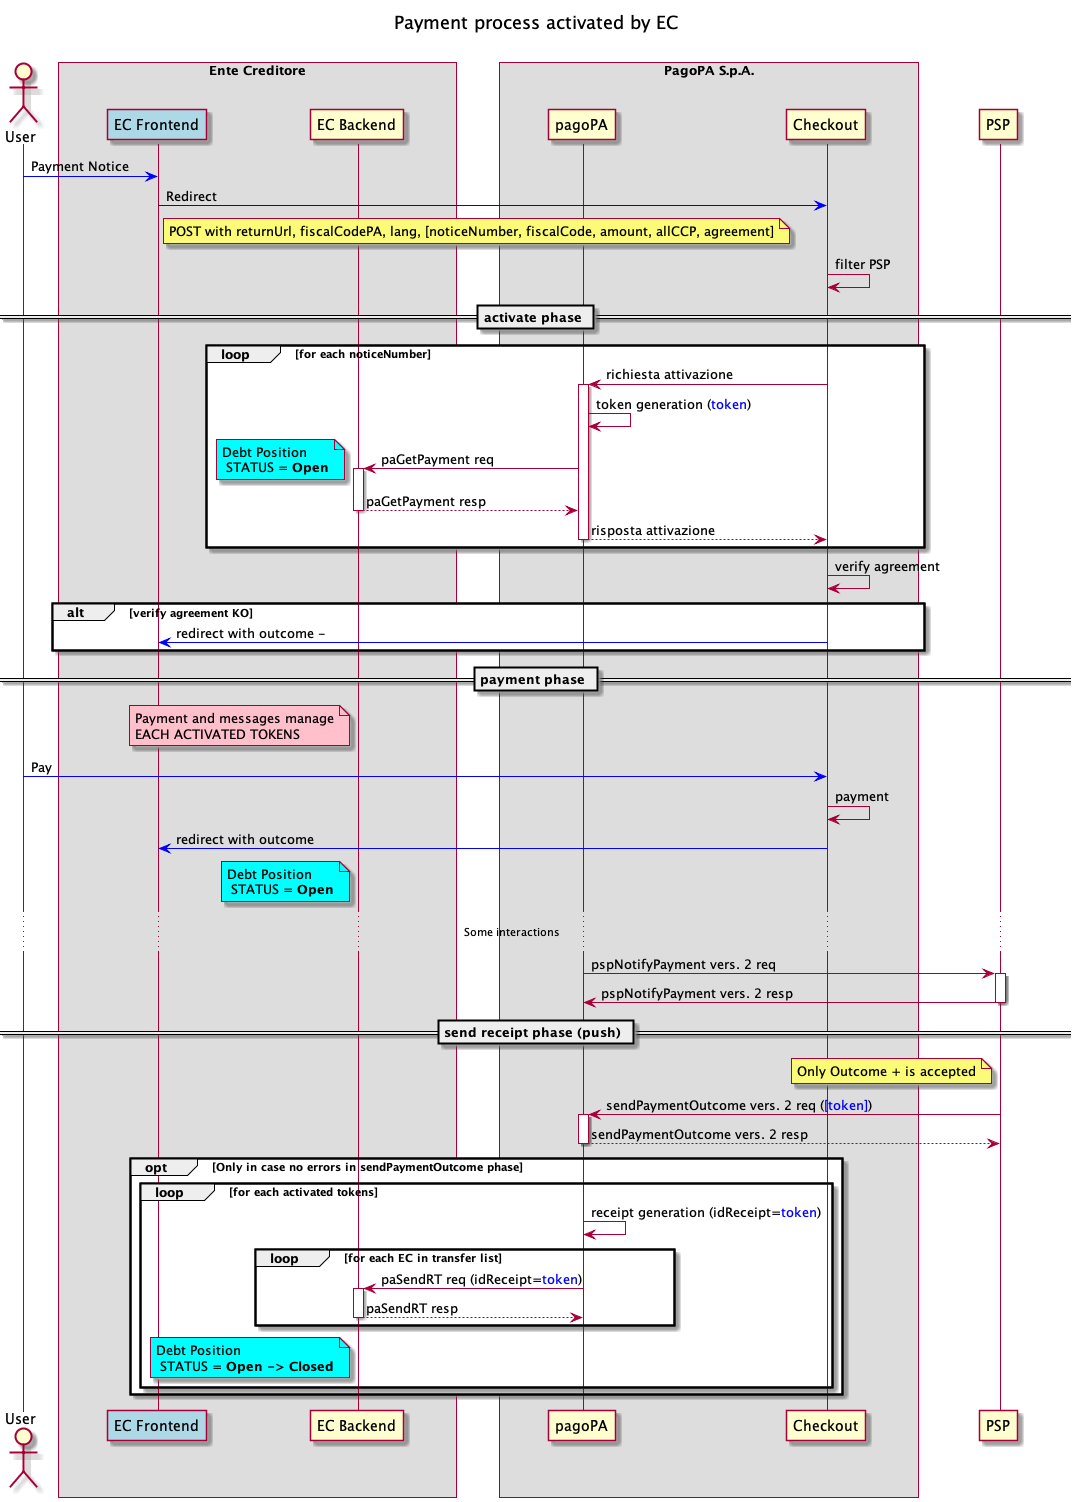 Payment process activated by EC
Ente Creditore
PagoPA S.p.A.
User
EC Frontend
EC Backend
pagoPA
Checkout
PSP
Payment Notice
Redirect
POST with returnUrl, fiscalCodePA, lang, [noticeNumber, fiscalCode, amount, allCCP, agreement]
filter PSP
activate phase
loop
[for each noticeNumber]
richiesta attivazione
token generation (token)
Debt Position
STATUS = Open
paGetPayment req
paGetPayment resp
risposta attivazione
verify agreement
alt
[verify agreement KO]
redirect with outcome -
payment phase
Payment and messages manage
EACH ACTIVATED TOKENS
Pay
payment
redirect with outcome
Debt Position
STATUS = Open
Some interactions
pspNotifyPayment vers. 2 req
pspNotifyPayment vers. 2 resp
send receipt phase (push)
Only Outcome + is accepted
sendPaymentOutcome vers. 2 req ([token])
sendPaymentOutcome vers. 2 resp
opt
[Only in case no errors in sendPaymentOutcome phase]
loop
[for each activated tokens]
receipt generation (idReceipt=token)
loop
[for each EC in transfer list]
paSendRT req (idReceipt=token)
paSendRT resp
Debt Position
STATUS = Open -> Closed
User
EC Frontend
EC Backend
pagoPA
Checkout
PSP